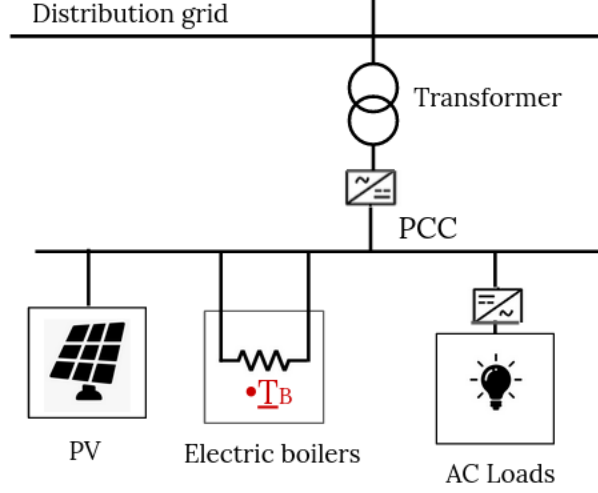 Distribution grid
Transformer
PCC
•TB
PV
Electric boilers
AC Loads